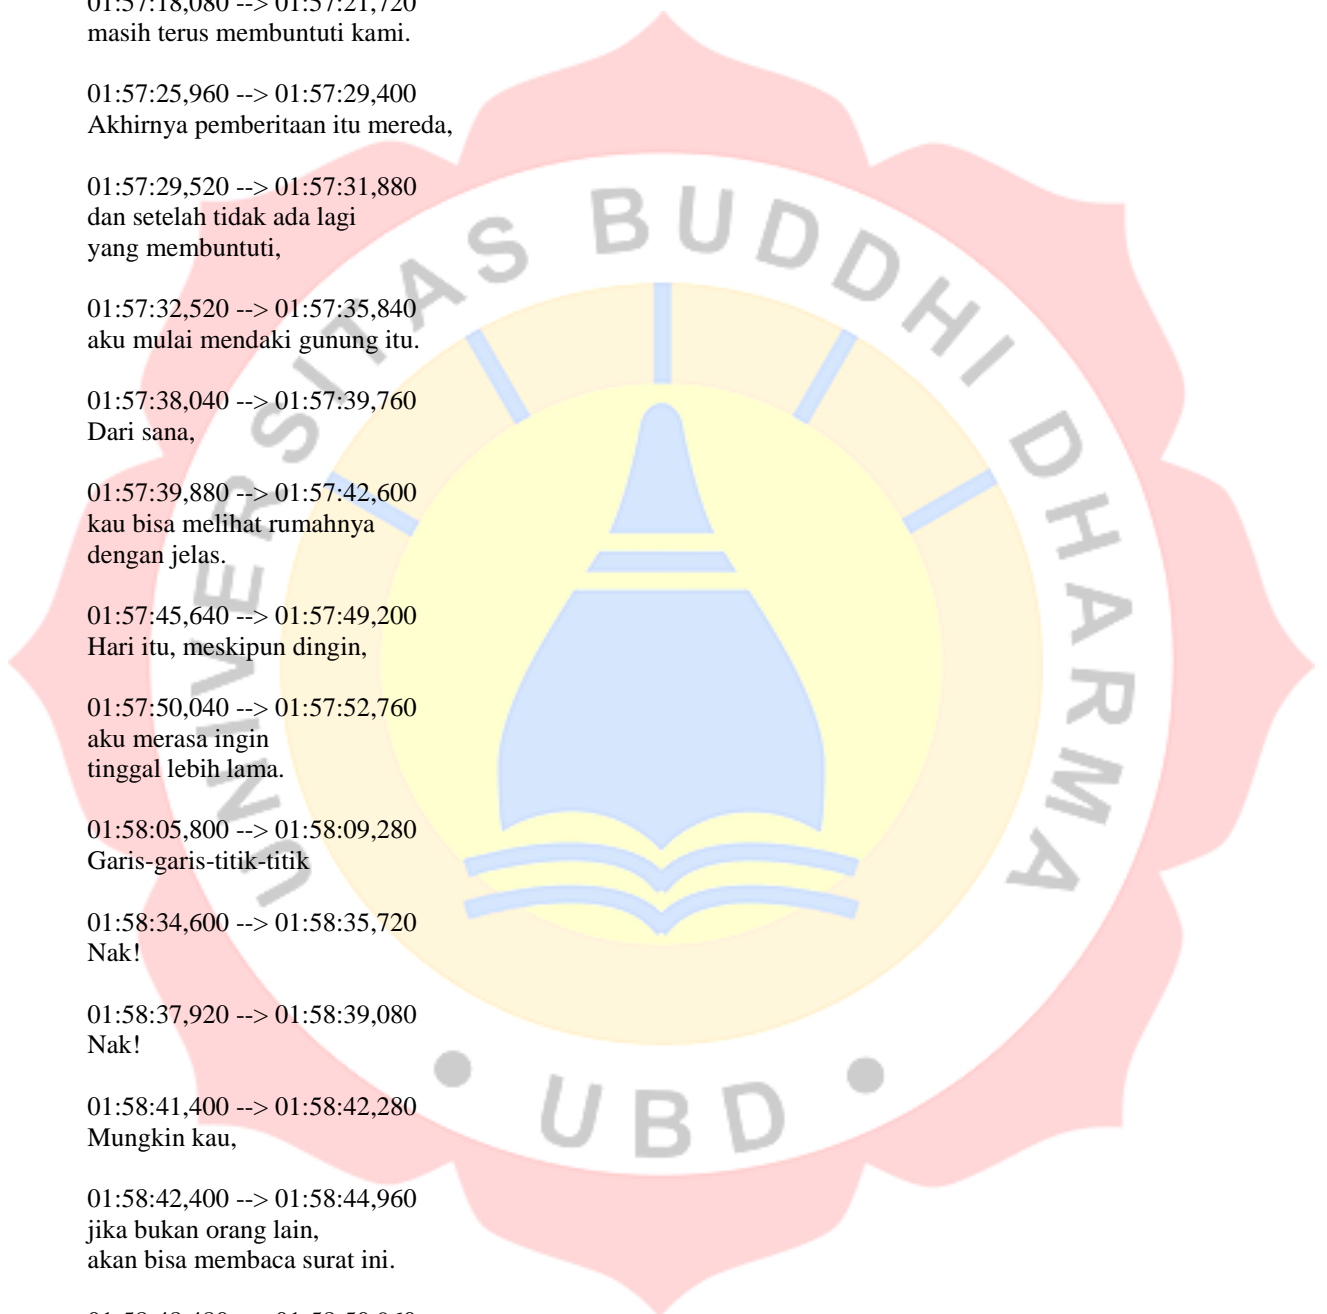 01:57:18,080 --> 01:57:21,720
masih terus membuntuti kami.
01:57:25,960 --> 01:57:29,400
Akhirnya pemberitaan itu mereda,
01:57:29,520 --> 01:57:31,880
dan setelah tidak ada lagi
yang membuntuti,
01:57:32,520 --> 01:57:35,840
aku mulai mendaki gunung itu.
01:57:38,040 --> 01:57:39,760
Dari sana,
01:57:39,880 --> 01:57:42,600
kau bisa melihat rumahnya
dengan jelas.
01:57:45,640 --> 01:57:49,200
Hari itu, meskipun dingin,
01:57:50,040 --> 01:57:52,760
aku merasa ingin
tinggal lebih lama.
01:58:05,800 --> 01:58:09,280
Garis-garis-titik-titik
01:58:34,600 --> 01:58:35,720
Nak!
01:58:37,920 --> 01:58:39,080
Nak!
01:58:41,400 --> 01:58:42,280
Mungkin kau,
01:58:42,400 --> 01:58:44,960
jika bukan orang lain,
akan bisa membaca surat ini.
UNIVERSITAS BUDDHI DHARMA
• UBD •